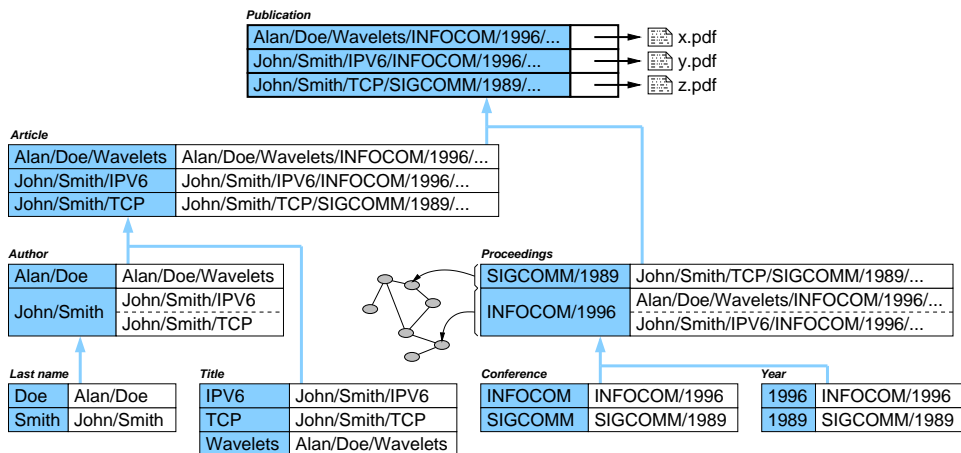 Publication
Alan/Doe/Wavelets/INFOCOM/1996/... x.pdf
John/Smith/IPV6/INFOCOM/1996/... y.pdf
John/Smith/TCP/SIGCOMM/1989/... z.pdf
Article
Alan/Doe/Wavelets Alan/Doe/Wavelets/INFOCOM/1996/...
John/Smith/IPV6 John/Smith/IPV6/INFOCOM/1996/...
John/Smith/TCP John/Smith/TCP/SIGCOMM/1989/...
Author
Alan/Doe Alan/Doe/Wavelets
John/Smith John/Smith/IPV6
John/Smith/TCP
Proceedings
SIGCOMM/1989 John/Smith/TCP/SIGCOMM/1989/...
INFOCOM/1996 Alan/Doe/Wavelets/INFOCOM/1996/...
John/Smith/IPV6/INFOCOM/1996/...
Last name
Doe Alan/Doe
Smith John/Smith
Title
IPV6 John/Smith/IPV6
TCP John/Smith/TCP
Wavelets Alan/Doe/Wavelets
Conference
INFOCOM INFOCOM/1996
SIGCOMM SIGCOMM/1989
Year
1996 INFOCOM/1996
1989 SIGCOMM/1989